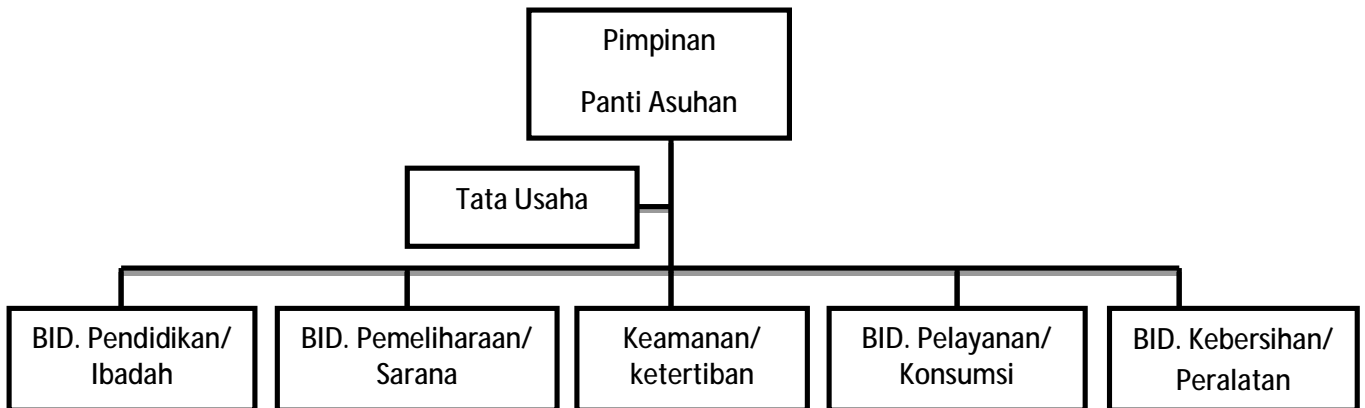 Pimpinan
Panti Asuhan
Tata Usaha
BID. Pendidikan/
Ibadah
BID. Pemeliharaan/
Sarana
Keamanan/
ketertiban
BID. Pelayanan/
Konsumsi
BID. Kebersihan/
Peralatan